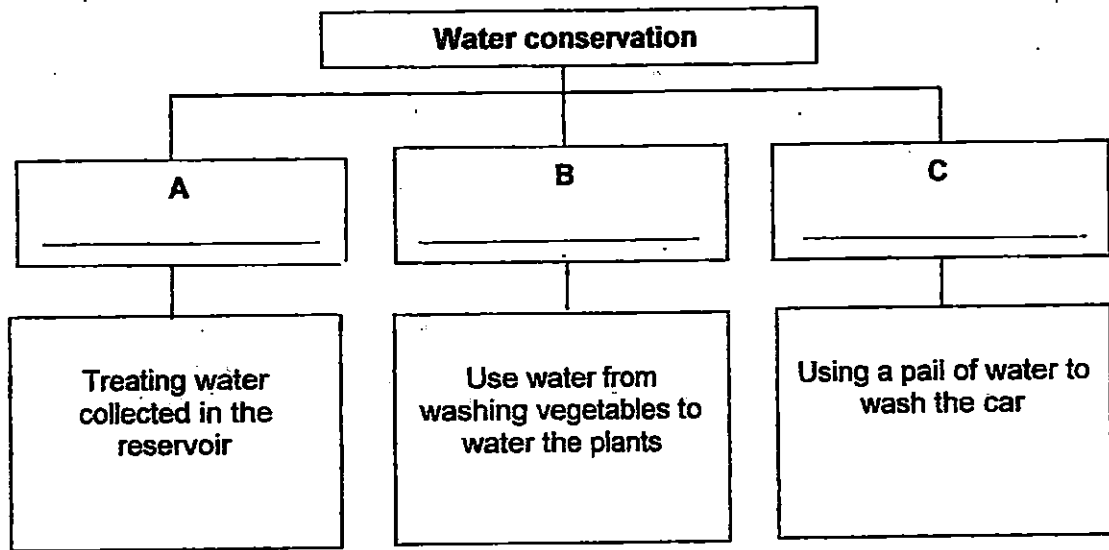 Water conservation
A
B
C
Treating water
collected in the
reservoir
Use water from
washing vegetables to
water the plants
Using a pail of water to
wash the car